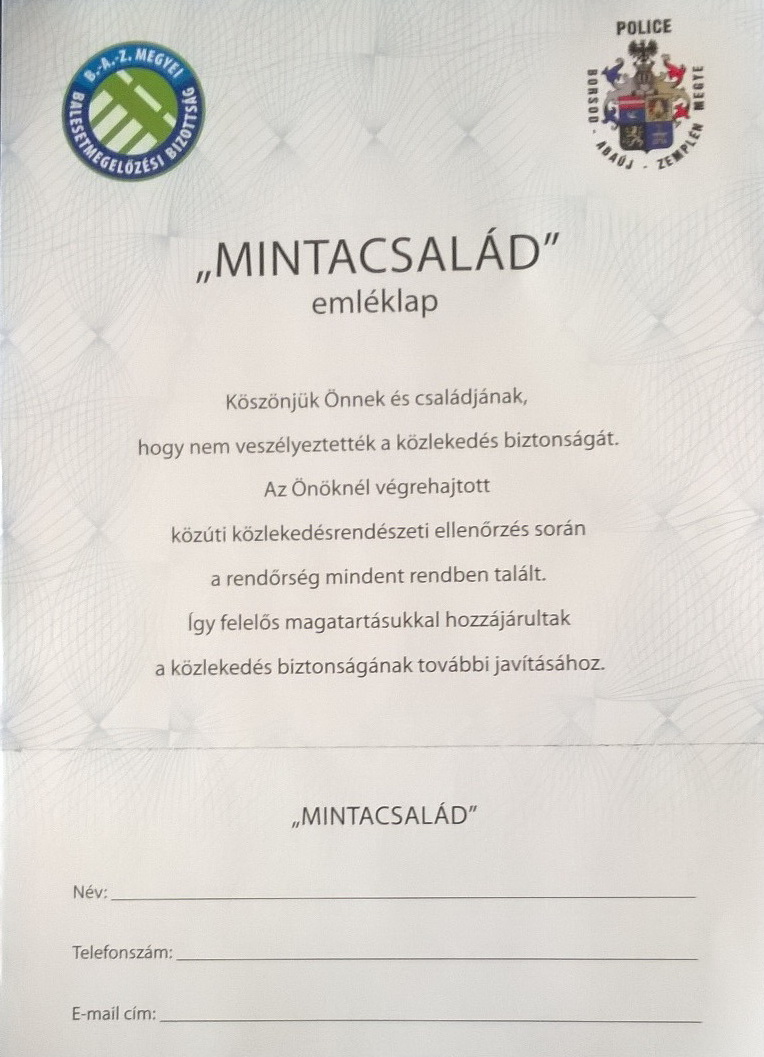 B.-A.-Z. MEGYEI
BALESETMEGELŐZÉSI BIZOTTSÁG
POLICE
BORSOD - ABAÚJ - ZEMPLÉN MEGYE
„MINTACSALÁD”
emléklap
Köszönjük Önnek és családjának,
hogy nem veszélyeztették a közlekedés biztonságát.
Az Önöknél végrehajtott
közúti közlekedésrendészeti ellenőrzés során
a rendőrség mindent rendben talált.
Így felelős magatartásukkal hozzájárultak
a közlekedés biztonságának további javításához.
„MINTACSALÁD”
Név:
Telefonszám:
E-mail cím: